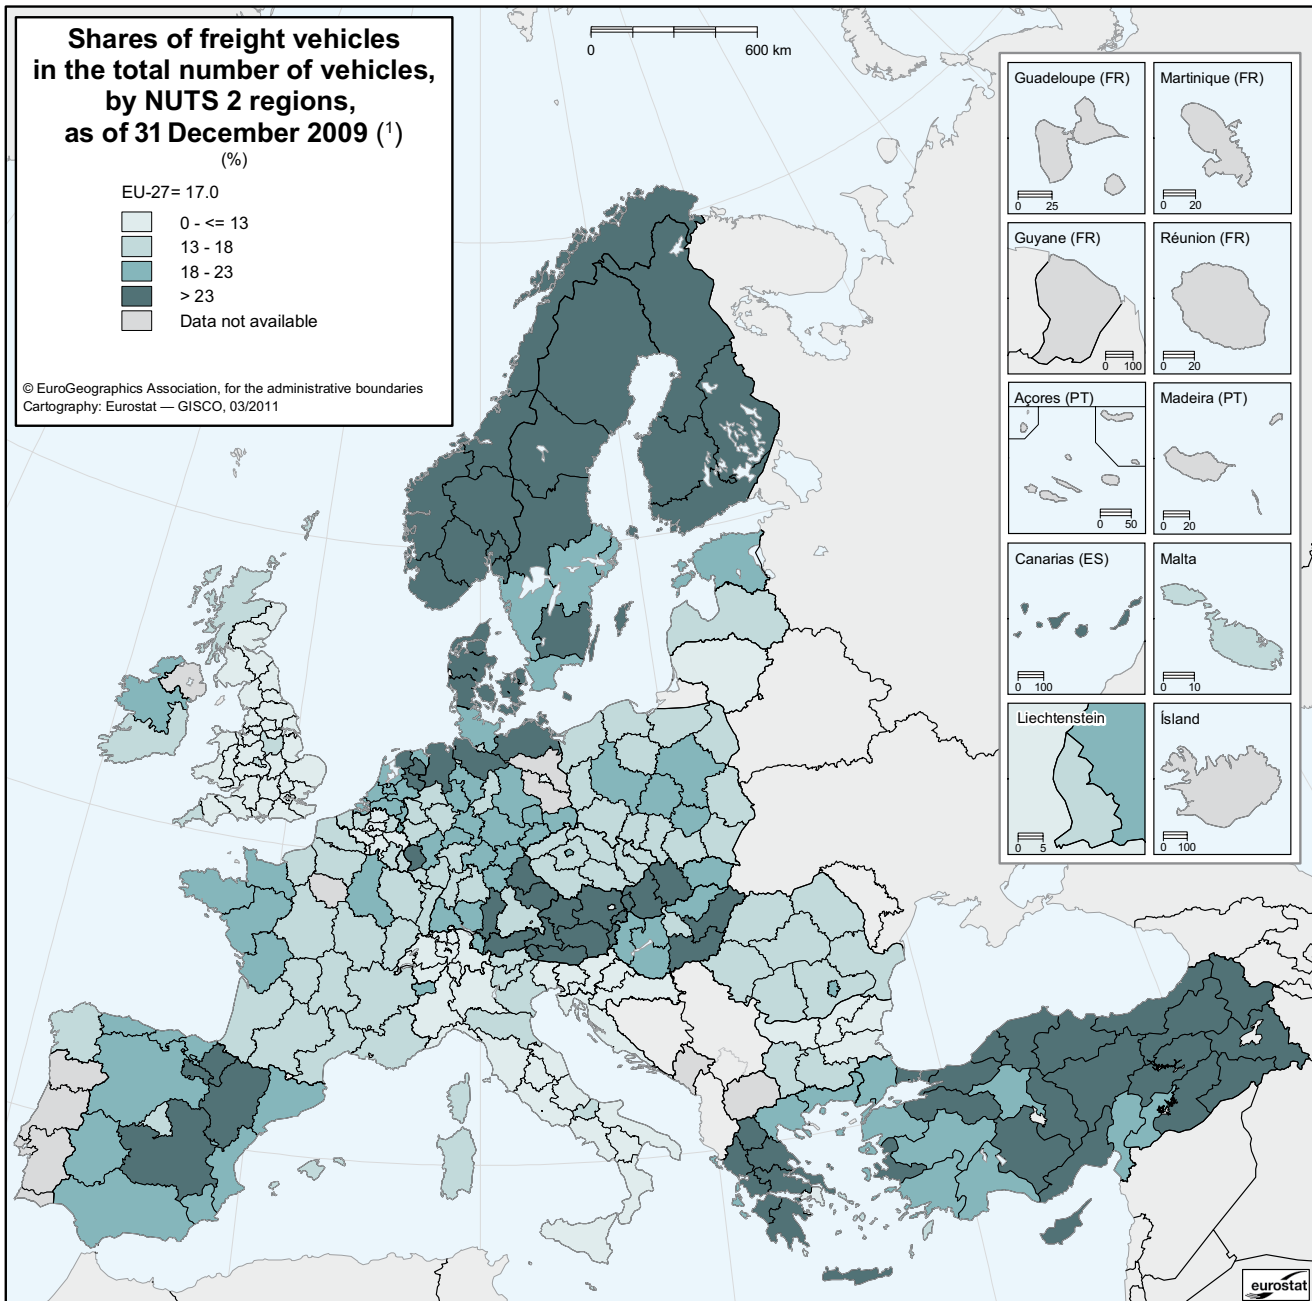 Shares of freight vehicles
in the total number of vehicles,
by NUTS 2 regions,
as of 31 December 2009 (¹)
(%)
EU-27= 17.0
0 - <= 13
13 - 18
18 - 23
> 23
Data not available
© EuroGeographics Association, for the administrative boundaries
Cartography: Eurostat — GISCO, 03/2011
0 600 km
Guadeloupe (FR)
0 25
Martinique (FR)
0 20
Guyane (FR)
0 100
Réunion (FR)
0 20
Açores (PT)
0 50
Madeira (PT)
0 20
Canarias (ES)
0 100
Malta
0 10
Liechtenstein
0 5
Ísland
0 100
eurostat